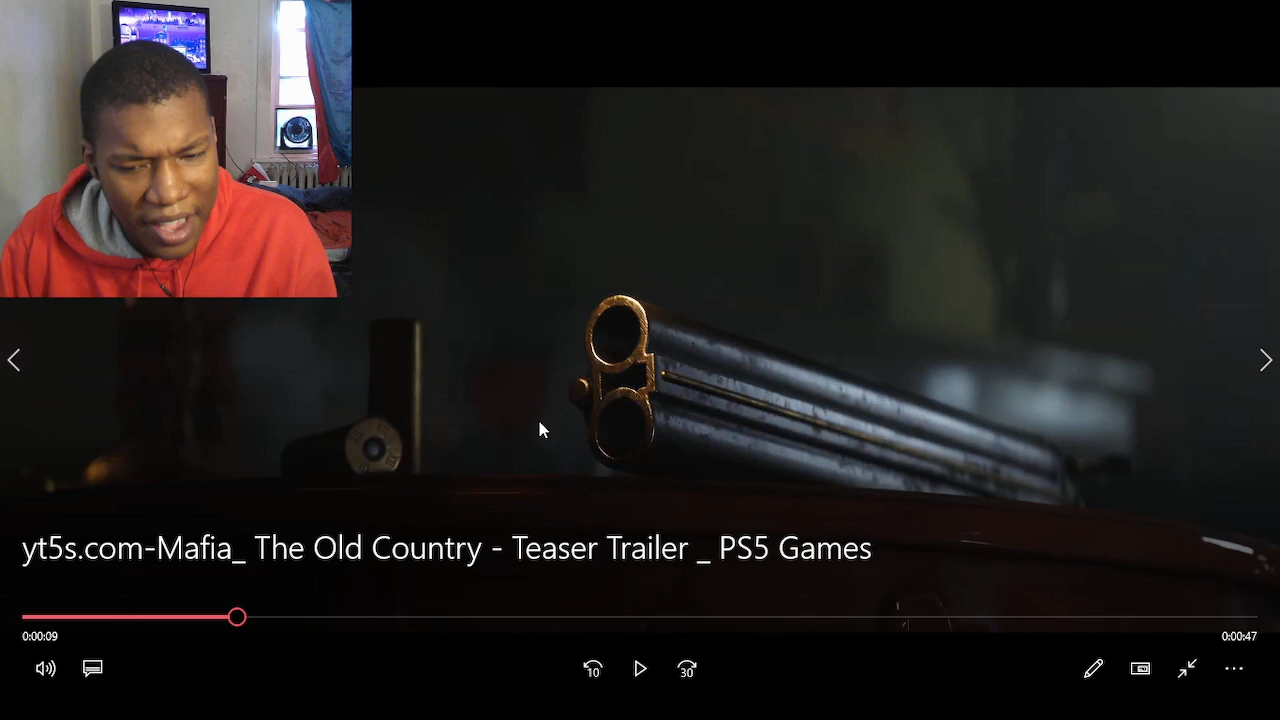 yt5s.com-Mafia_ The Old Country - Teaser Trailer _ PS5 Games
0:00:09
0:00:47
10
30